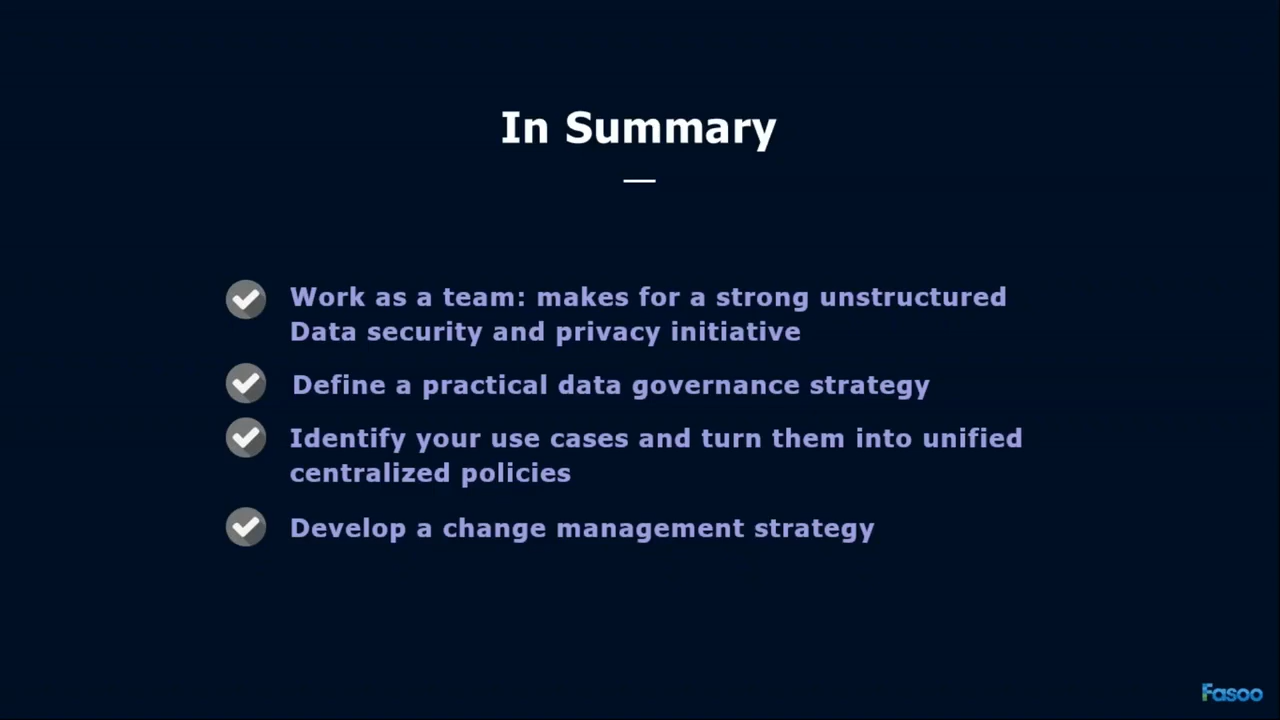 In Summary
Work as a team: makes for a strong unstructured
Data security and privacy initiative
Define a practical data governance strategy
Identify your use cases and turn them into unified
centralized policies
Develop a change management strategy
Fasoo